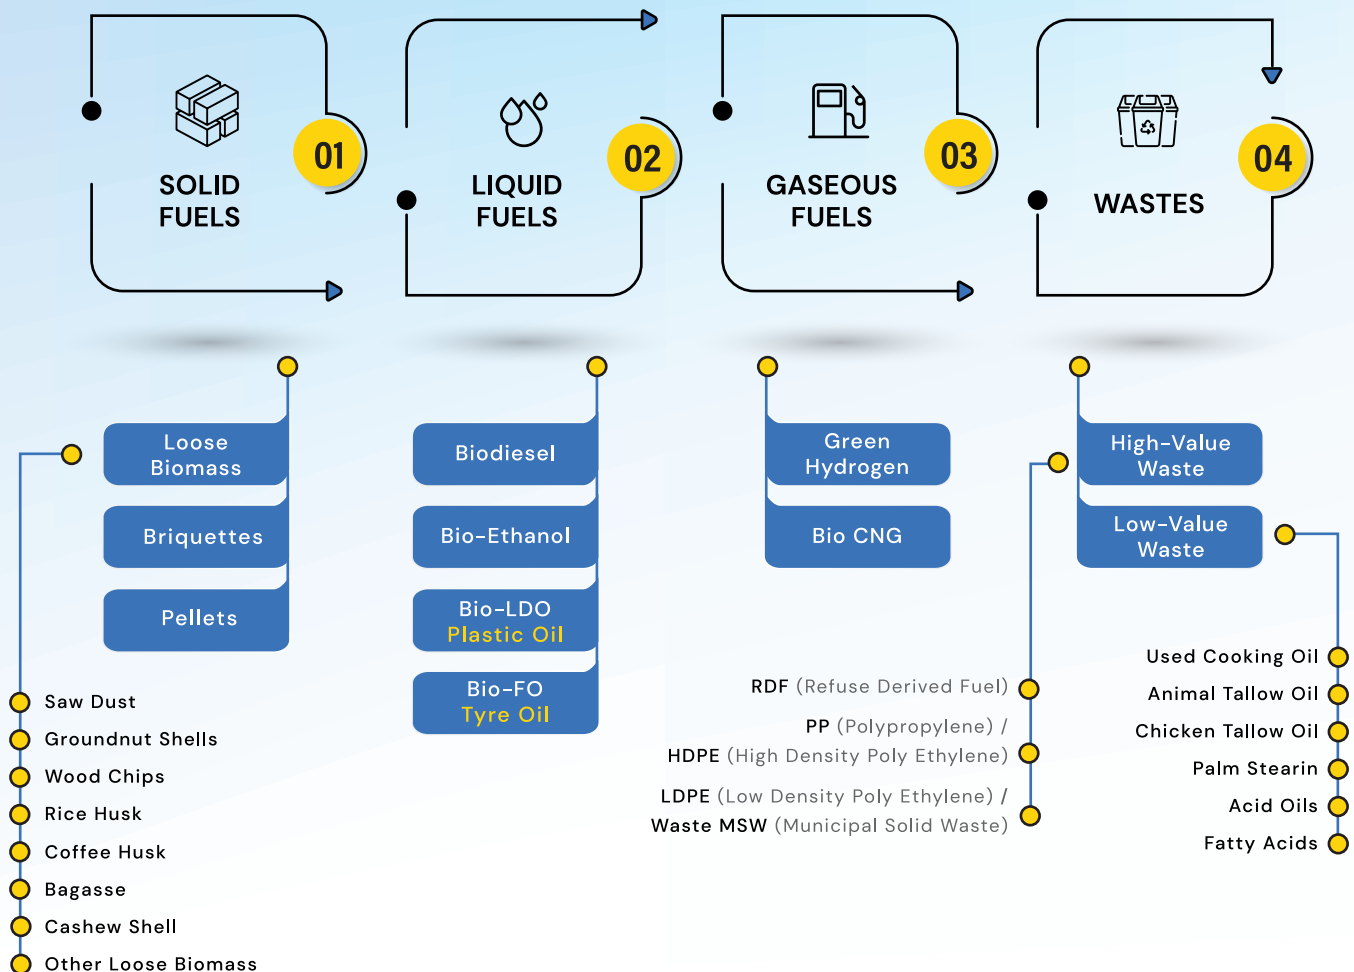 01
SOLID
FUELS
02
LIQUID
FUELS
03
GASEOUS
FUELS
04
WASTES
Loose
Biomass
Briquettes
Pellets
Saw Dust
Groundnut Shells
Wood Chips
Rice Husk
Coffee Husk
Bagasse
Cashew Shell
Other Loose Biomass
Biodiesel
Bio-Ethanol
Bio-LDO
Plastic Oil
Bio-FO
Tyre Oil
Green
Hydrogen
Bio CNG
High-Value
Waste
Low-Value
Waste
RDF (Refuse Derived Fuel)
PP (Polypropylene) /
HDPE (High Density Poly Ethylene)
LDPE (Low Density Poly Ethylene) /
Waste MSW (Municipal Solid Waste)
Used Cooking Oil
Animal Tallow Oil
Chicken Tallow Oil
Palm Stearin
Acid Oils
Fatty Acids